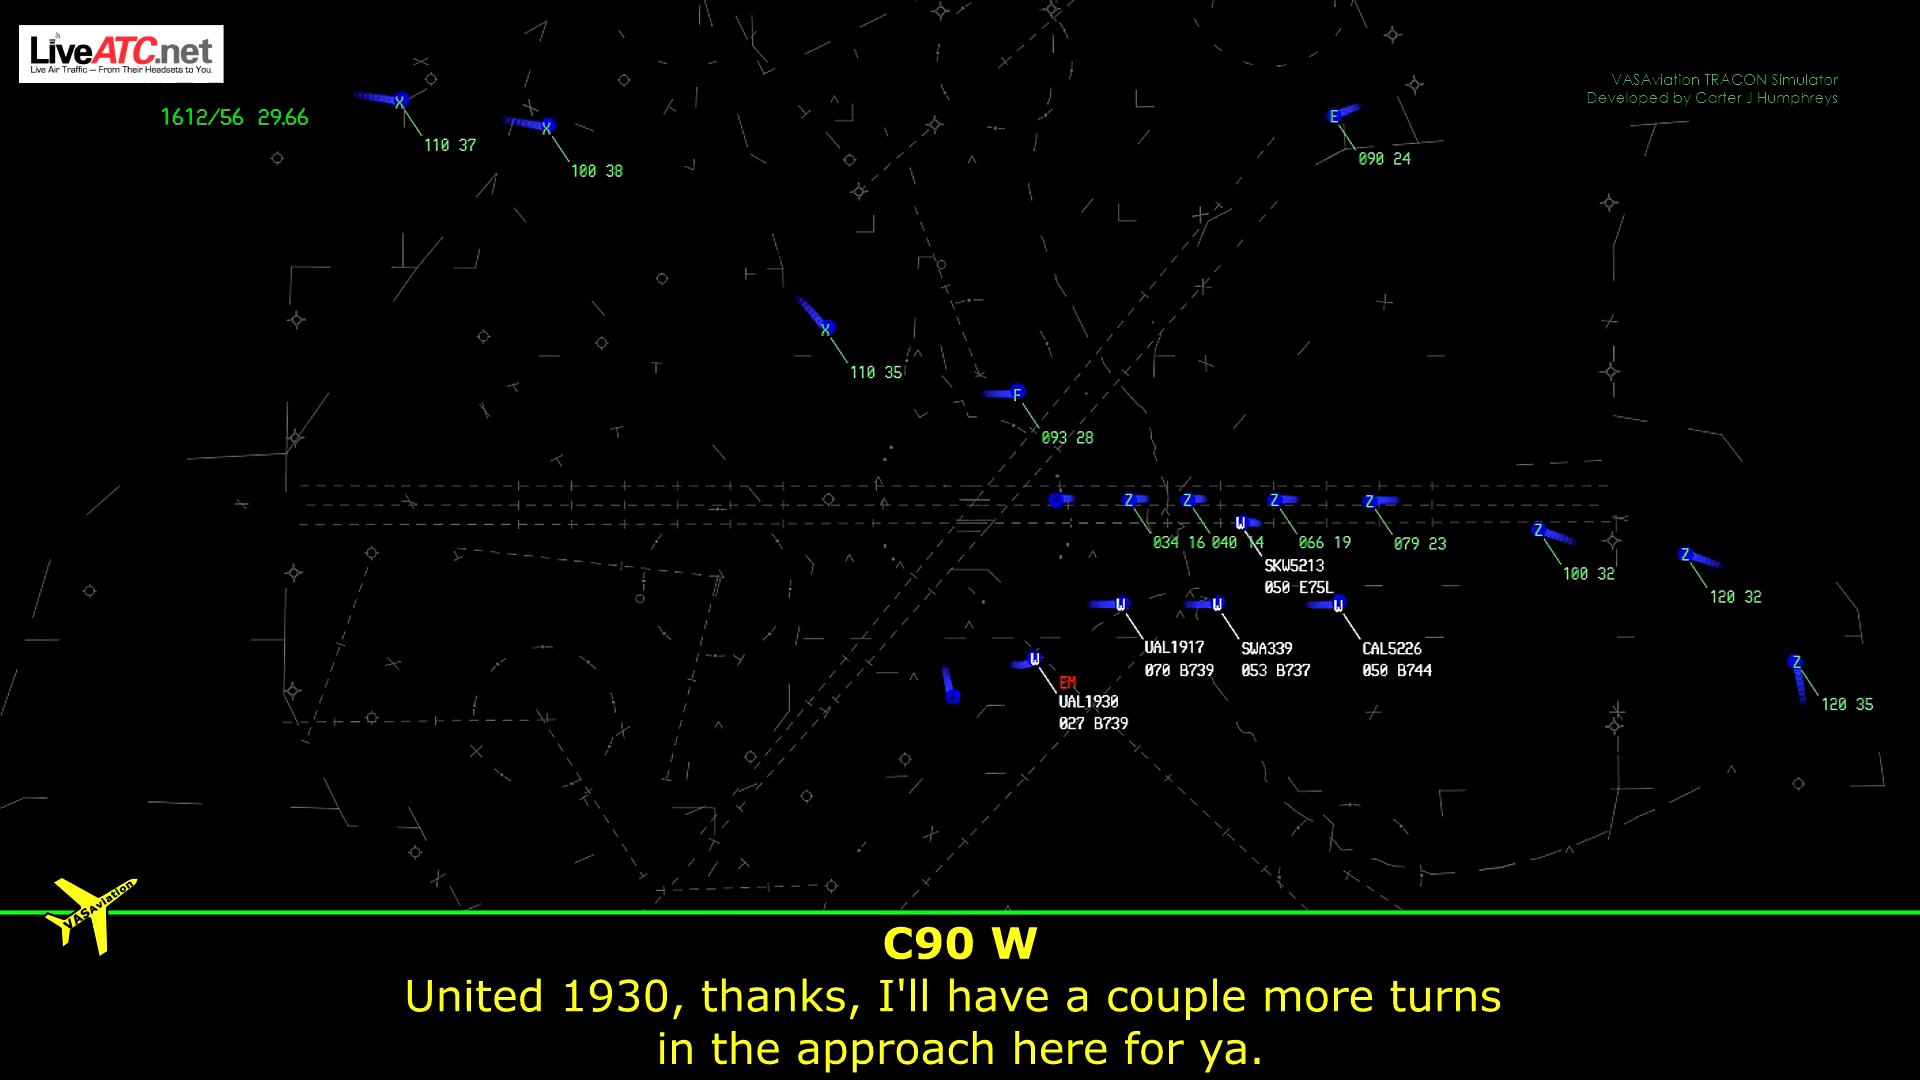 LiveATC.net
Live Air Traffic — From Their Headsets to You.
VASAviation TRACON Simulator
Developed by Carter J Humphreys
1612/56 29.66
X
110 37
X
100 38
E
090 24
X
110 35
F
093 28
Z
034 16
Z
040 14
Z
066 19
Z
079 23
W
SKW5213
050 E75L
Z
100 32
Z
120 32
W
UAL1917
070 B739
W
SWA339
053 B737
W
CAL5226
050 B744
W
EM
UAL1930
027 B739
Z
120 35
VASAviation
C90 W
United 1930, thanks, I'll have a couple more turns
in the approach here for ya.